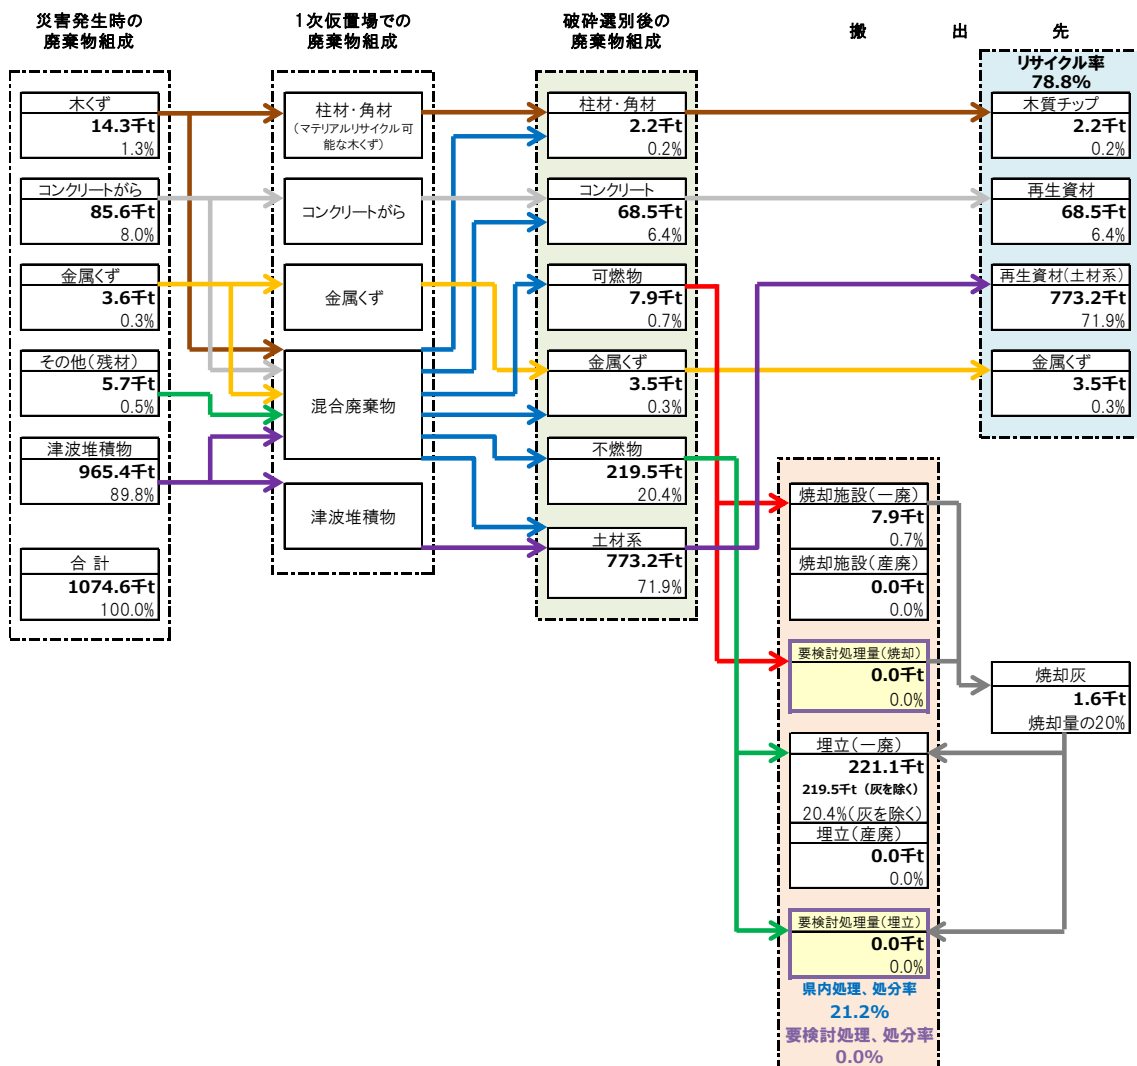 災害発生時の
廃棄物組成
1次仮置場での
廃棄物組成
破砕選別後の
廃棄物組成
搬　出　先
木くず
14.3千t
1.3%
コンクリートがら
85.6千t
8.0%
金属くず
3.6千t
0.3%
その他(残材)
5.7千t
0.5%
津波堆積物
965.4千t
89.8%
合 計
1074.6千t
100.0%
柱材・角材
(マテリアルリサイクル可
能な木くず)
コンクリートがら
金属くず
混合廃棄物
津波堆積物
柱材・角材
2.2千t
0.2%
コンクリート
68.5千t
6.4%
可燃物
7.9千t
0.7%
金属くず
3.5千t
0.3%
不燃物
219.5千t
20.4%
土材系
773.2千t
71.9%
リサイクル率
78.8%
木質チップ
2.2千t
0.2%
再生資材
68.5千t
6.4%
再生資材(土材系)
773.2千t
71.9%
金属くず
3.5千t
0.3%
焼却施設(一廃)
7.9千t
0.7%
焼却施設(産廃)
0.0千t
0.0%
要検討処理量(焼却)
0.0千t
0.0%
焼却灰
1.6千t
焼却量の20%
埋立(一廃)
221.1千t
219.5千t (灰を除く)
20.4%(灰を除く)
埋立(産廃)
0.0千t
0.0%
要検討処理量(埋立)
0.0千t
0.0%
県内処理、処分率
21.2%
要検討処理、処分率
0.0%